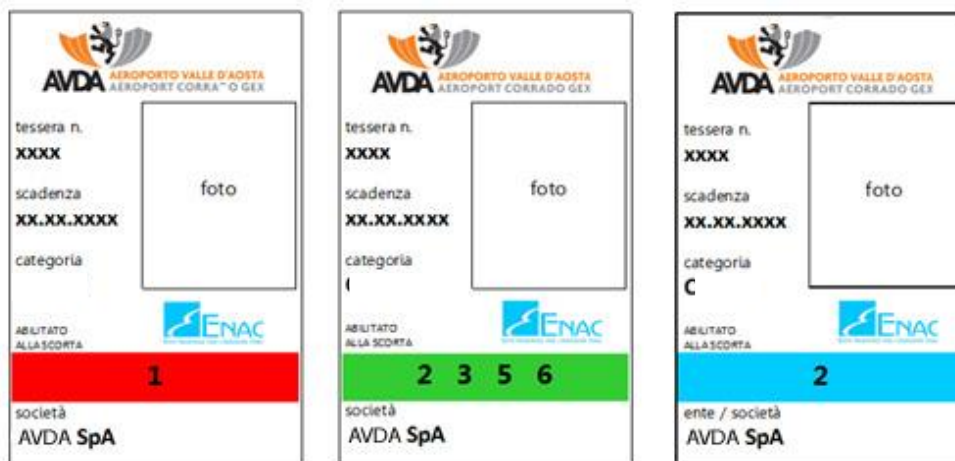 AVDA AEROPORTO VALLE D'AOSTA
AEROPORT CORRADO GEX
tessera n.
xxxx
scadenza
xx.xx.xxxx
foto
categoria
ENAC
ABILITATO
ALLA SCORTA
1
società
AVDA SpA
AVDA AEROPORTO VALLE D'AOSTA
AEROPORT CORRADO GEX
tessera n.
xxxx
scadenza
xx.xx.xxxx
foto
categoria
ENAC
ABILITATO
ALLA SCORTA
2 3 5 6
società
AVDA SpA
AVDA AEROPORTO VALLE D'AOSTA
AEROPORT CORRADO GEX
tessera n.
xxxx
scadenza
xx.xx.xxxx
foto
categoria
C
ENAC
ABILITATO
ALLA SCORTA
2
ente / società
AVDA SpA